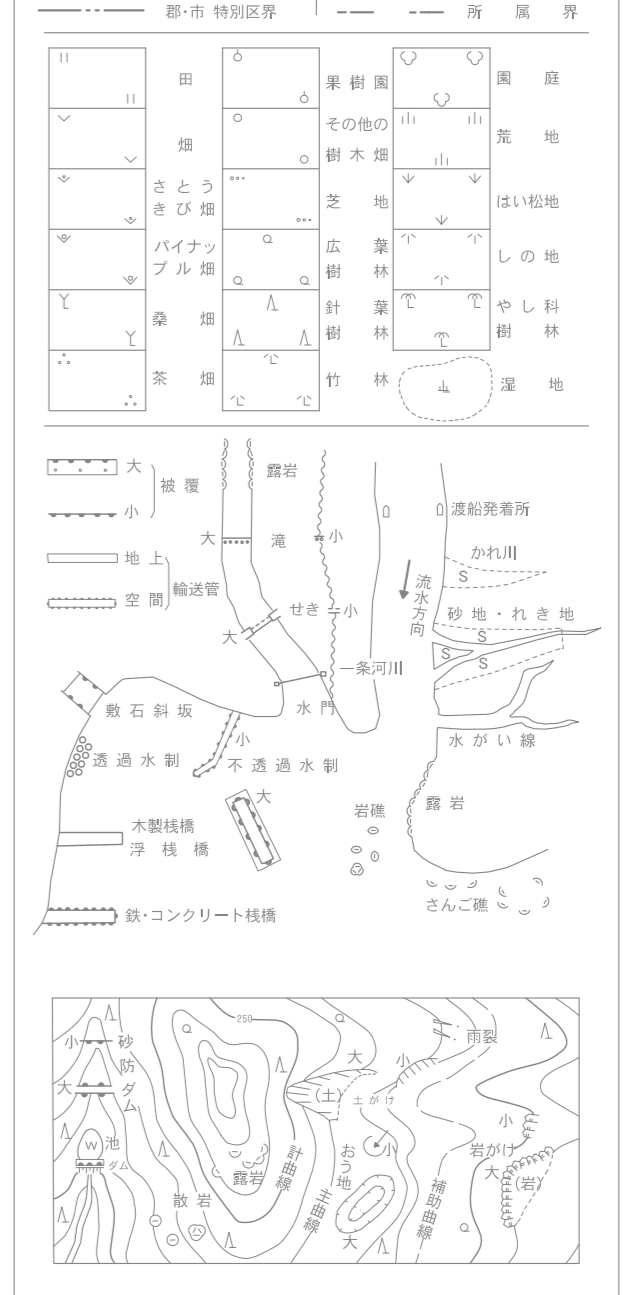 郡・市 特別区界
所属界
田
畑
さとう
きび畑
パイナッ
プル畑
桑畑
茶畑
果樹園
その他の
樹木畑
芝地
広葉
樹林
針葉
樹林
竹林
園庭
荒地
はい松地
しの地
やし科
樹林
湿地
大
小
被覆
地上
空間
輸送管
露岩
大
滝
小
せき
小
大
一条河川
水門
渡船発着所
かれ川
S
流水方向
砂地・れき地
S
S
S
水がい線
敷石斜坂
透過水制
小
不透過水制
大
木製桟橋
浮桟橋
鉄・コンクリート桟橋
岩礁
露岩
さんご礁
小
砂防ダム
大
W
池
ダム
250
露岩
散岩
計曲線
主曲線
大
(土)
土がけ
小
おう地
小
大
補助曲線
雨裂
小
岩がけ
大
(岩)